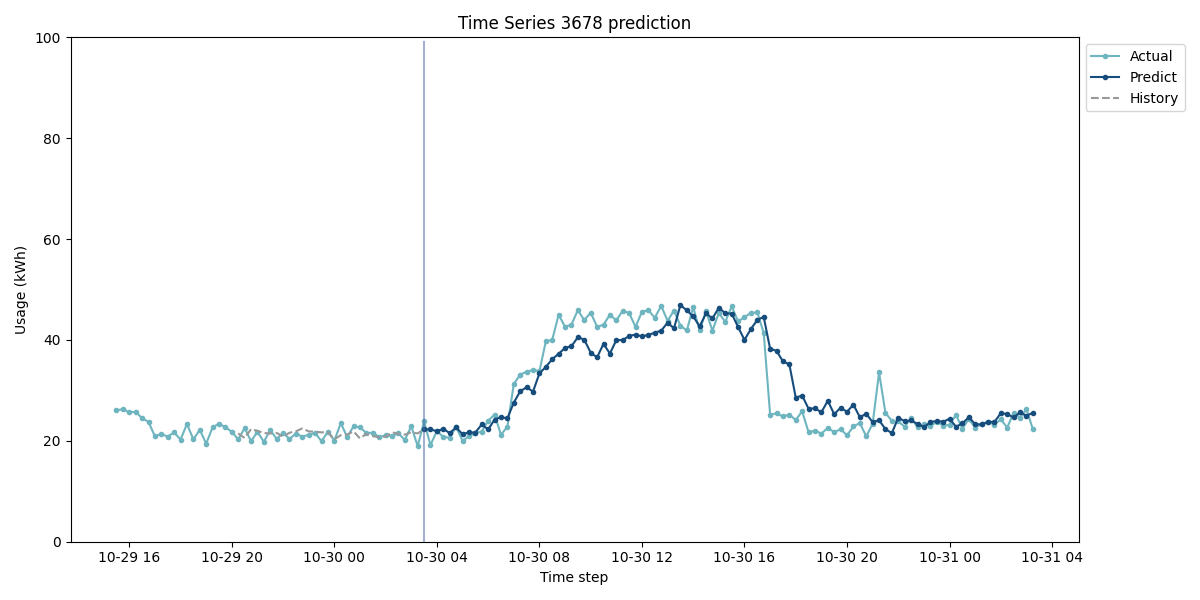 Time Series 3678 prediction
Usage (kWh)
100
80
60
40
20
0
10-29 16
10-29 20
10-30 00
10-30 04
10-30 08
10-30 12
10-30 16
10-30 20
10-31 00
10-31 04
Time step
Actual
Predict
History